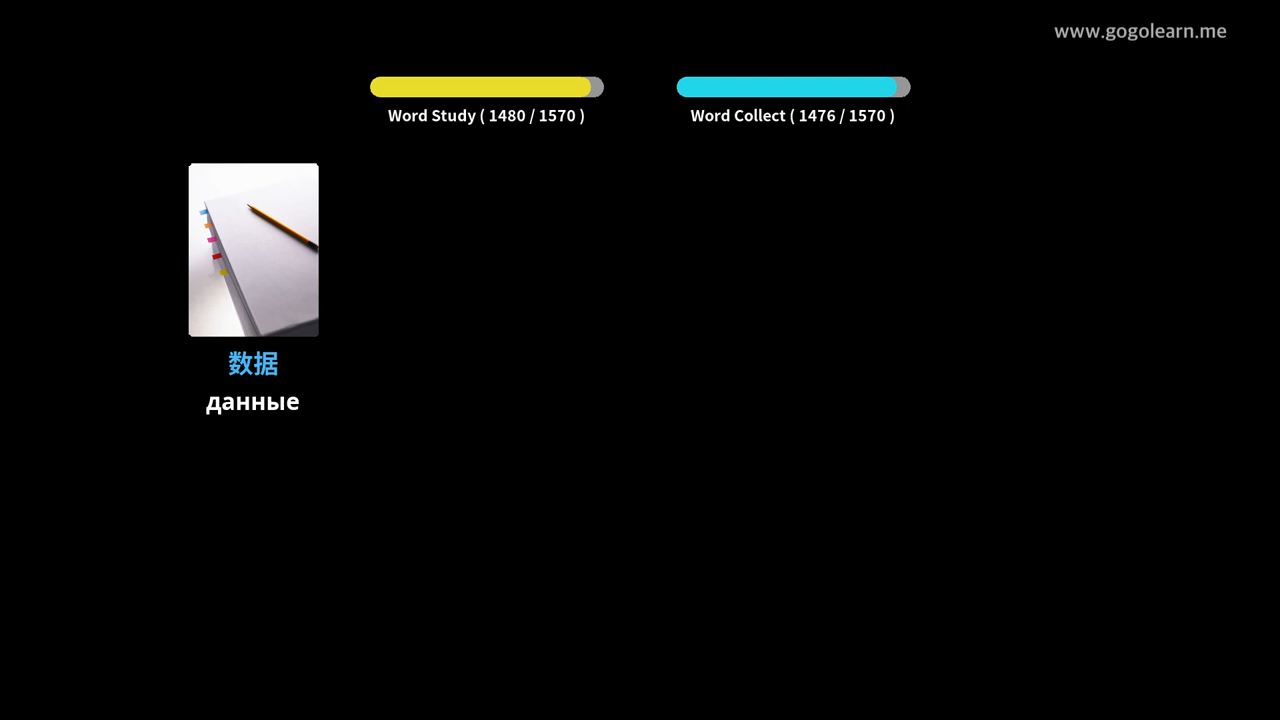 www.gogolearn.me
Word Study ( 1480 / 1570 )
Word Collect ( 1476 / 1570 )
数据
данные